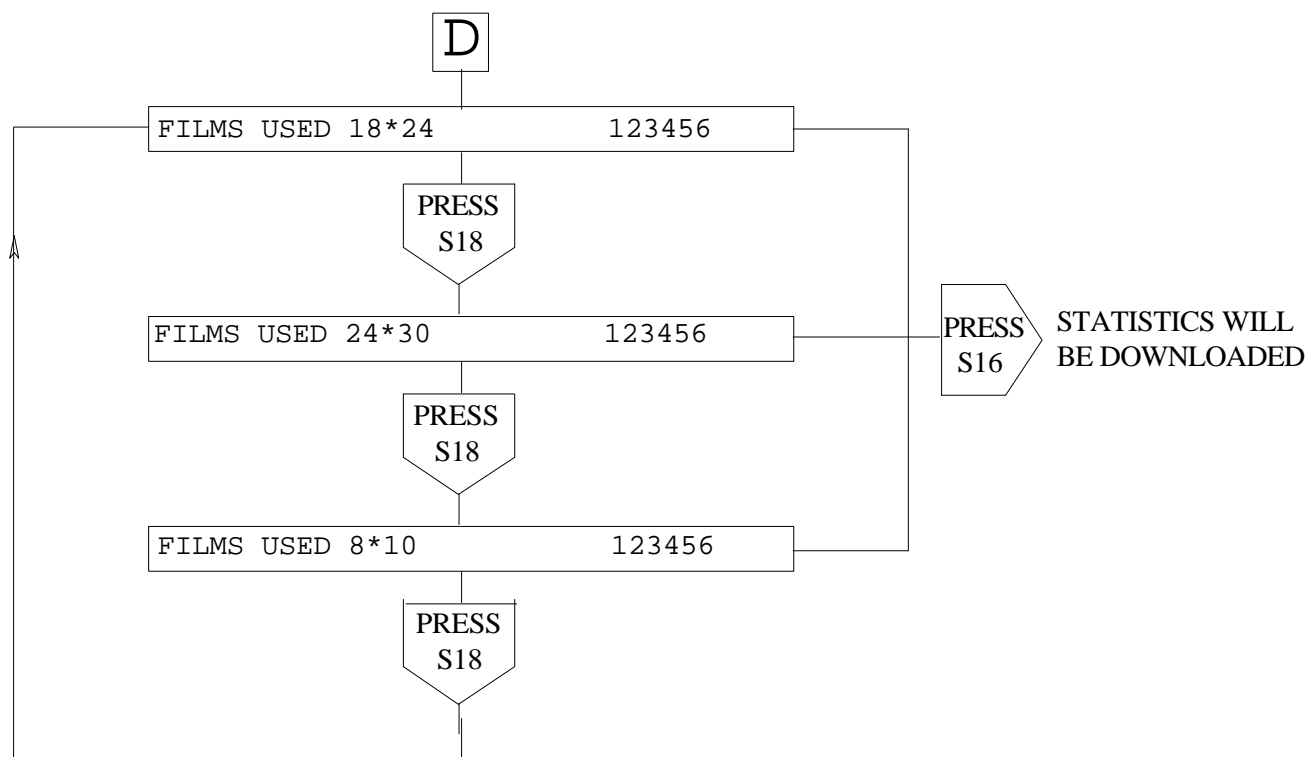 D
FILMS USED 18*24 123456
PRESS
S18
FILMS USED 24*30 123456
PRESS
S16
STATISTICS WILL
BE DOWNLOADED
PRESS
S18
FILMS USED 8*10 123456
PRESS
S18